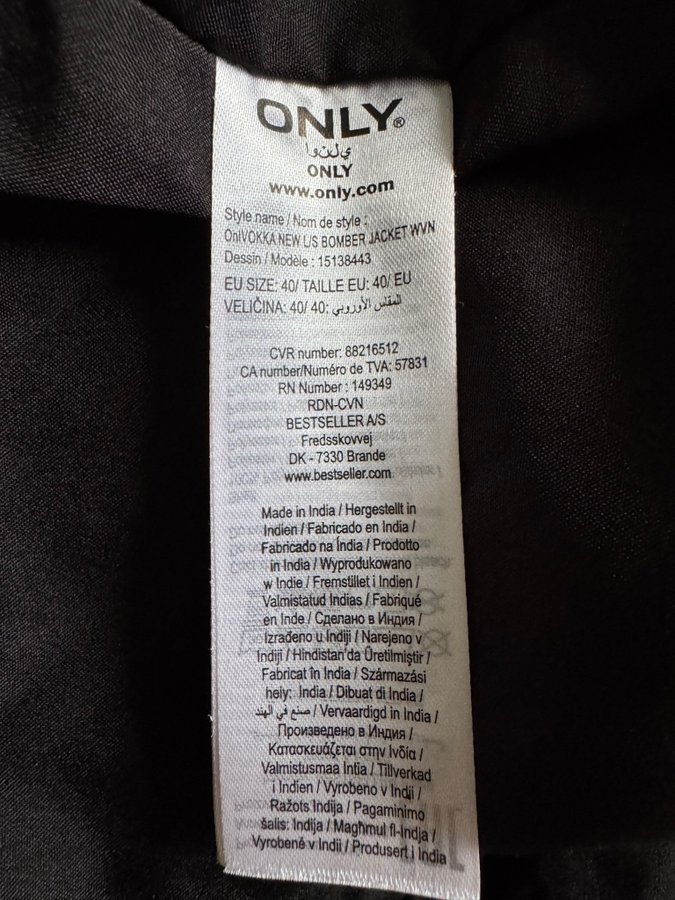 ONLY®
اونلي
ONLY
www.only.com
Style name / Nom de style :
OnlVOKKA NEW L/S BOMBER JACKET WVN
Dessin / Modèle : 15138443
EU SIZE: 40/ TAILLE EU: 40/ EU
VELIČINA: 40/ 40: المقاس الأوروبي
CVR number: 88216512
CA number/Numéro de TVA: 57831
RN Number : 149349
RDN-CVN
BESTSELLER A/S
Fredsskovvej
DK - 7330 Brande
www.bestseller.com
Made in India / Hergestellt in
Indien / Fabricado en India /
Fabricado na Índia / Prodotto
in India / Wyprodukowano
w Indie / Fremstillet i Indien /
Valmistatud Indias / Fabriqué
en Inde / Сделано в Индия /
Izrađeno u Indiji / Narejeno v
Indiji / Hindistan'da Üretilmiştir /
Fabricat în India / Származási
hely: India / Dibuat di India /
صنع في الهند / Vervaardigd in India /
Произведено в Индия /
Κατασκευάζεται στην Ινδία /
Valmistusmaa Intia / Tillverkad
i Indien / Vyrobeno v Indii /
Ražots Indija / Pagaminimo
šalis: Indija / Magħmul fl-Indja /
Vyrobené v Indii / Produsert i India